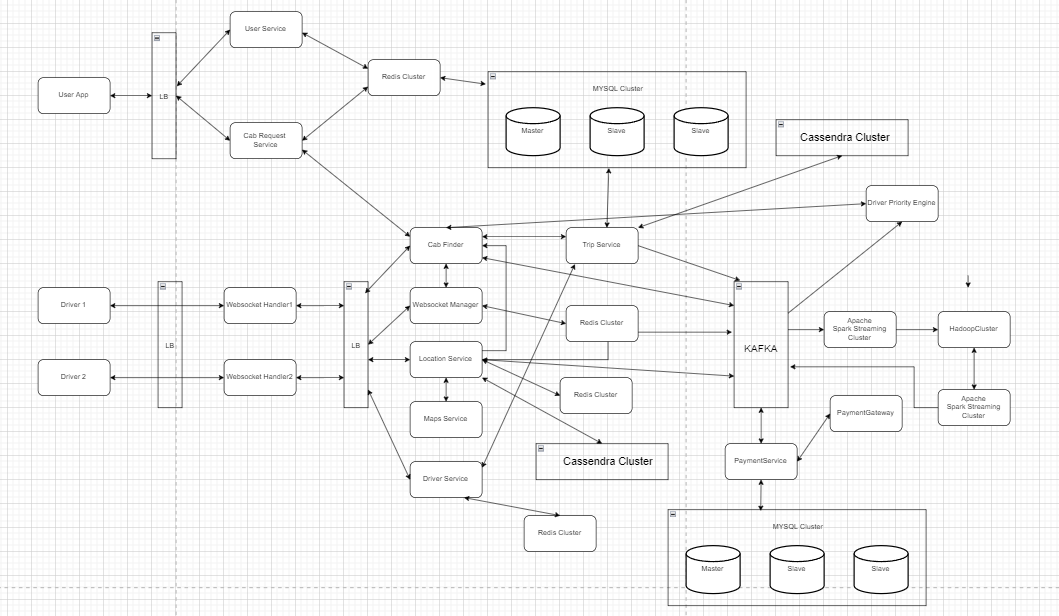 User Service
User App
LB
Redis Cluster
Cab Request
Service
MYSQL Cluster
Master
Slave
Slave
Cassendra Cluster
Driver Priority Engine
Cab Finder
Trip Service
Driver 1
Driver 2
LB
Websocket Handler1
Websocket Handler2
LB
Websocket Manager
Redis Cluster
Location Service
Redis Cluster
Maps Service
Cassendra Cluster
Driver Service
Redis Cluster
KAFKA
Apache
Spark Streaming
Cluster
HadoopCluster
Apache
Spark Streaming
Cluster
PaymentGateway
PaymentService
MYSQL Cluster
Master
Slave
Slave